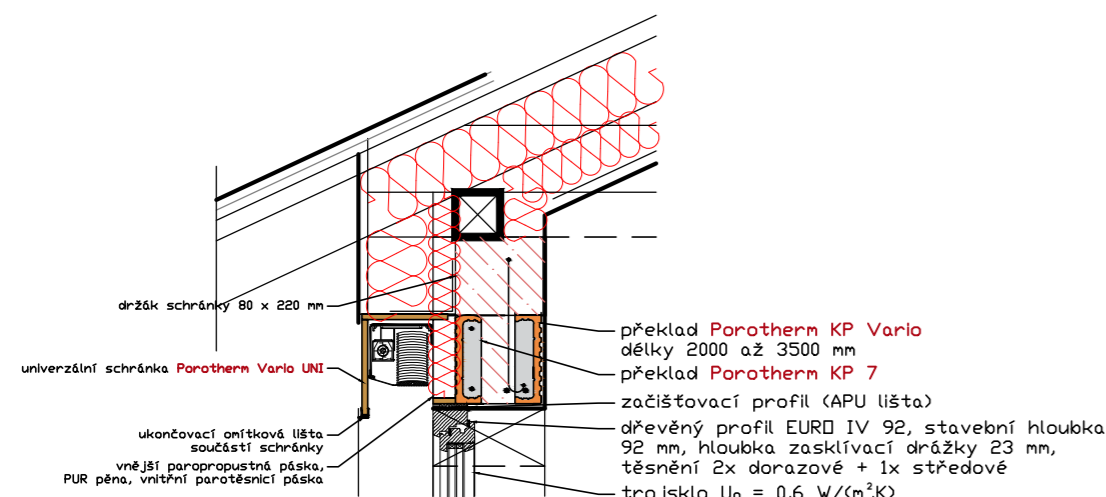 držák schránky 80 x 220 mm
univerzální schránka Porotherm Vario UNI
ukončovací omítková lišta
součástí schránky
vnější paropropustná páska,
PUR pěna, vnitřní parotěsnicí páska
překlad Porotherm KP Vario
délky 2000 až 3500 mm
překlad Porotherm KP 7
začišťovací profil (APU lišta)
dřevěný profil EURO IV 92, stavební hloubka
92 mm, hloubka zasklívací drážky 23 mm,
těsnění 2x dorazové + 1x středové
trojsklo Ug = 0,6 W/(m²K)